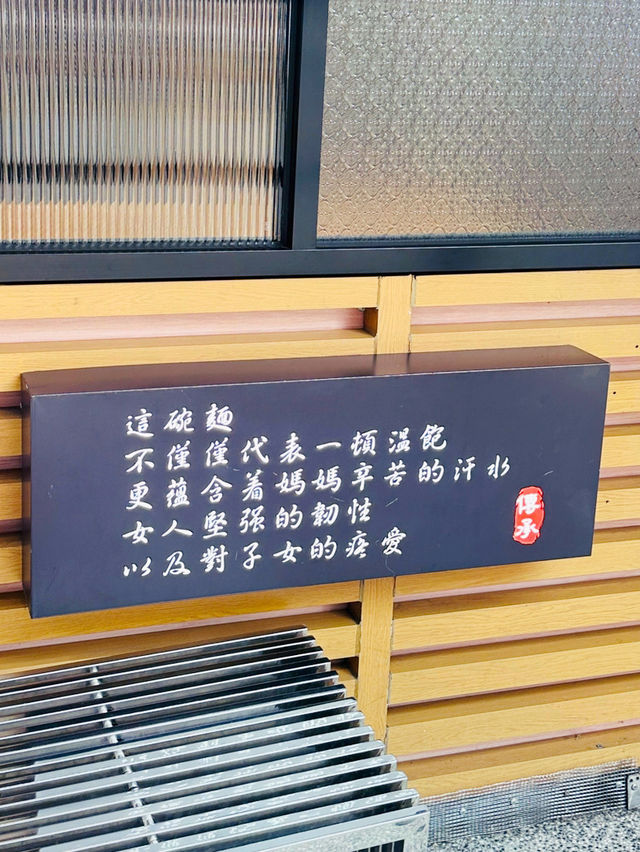 這碗麵
不僅僅代表一頓溫飽
更蘊含着媽媽辛苦的汗水
女人堅强的韌性
以及對子女的疼愛
傳承